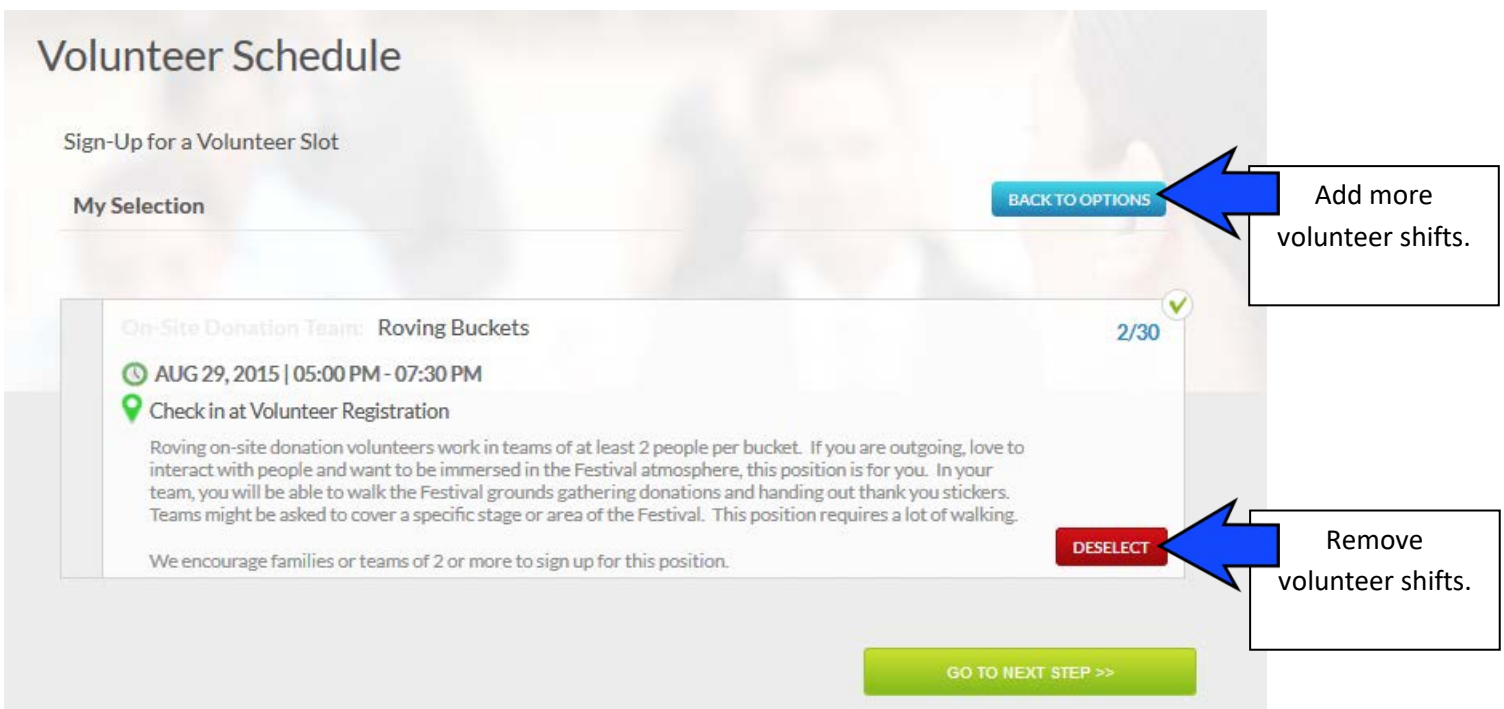 Volunteer Schedule
Sign-Up for a Volunteer Slot
My Selection
BACK TO OPTIONS
Add more
volunteer shifts.
On-Site Donation Team: Roving Buckets
2/30
AUG 29, 2015 | 05:00 PM - 07:30 PM
Check in at Volunteer Registration
Roving on-site donation volunteers work in teams of at least 2 people per bucket. If you are outgoing, love to
interact with people and want to be immersed in the Festival atmosphere, this position is for you. In your
team, you will be able to walk the Festival grounds gathering donations and handing out thank you stickers.
Teams might be asked to cover a specific stage or area of the Festival. This position requires a lot of walking.
We encourage families or teams of 2 or more to sign up for this position.
DESELECT
Remove
volunteer shifts.
GO TO NEXT STEP >>